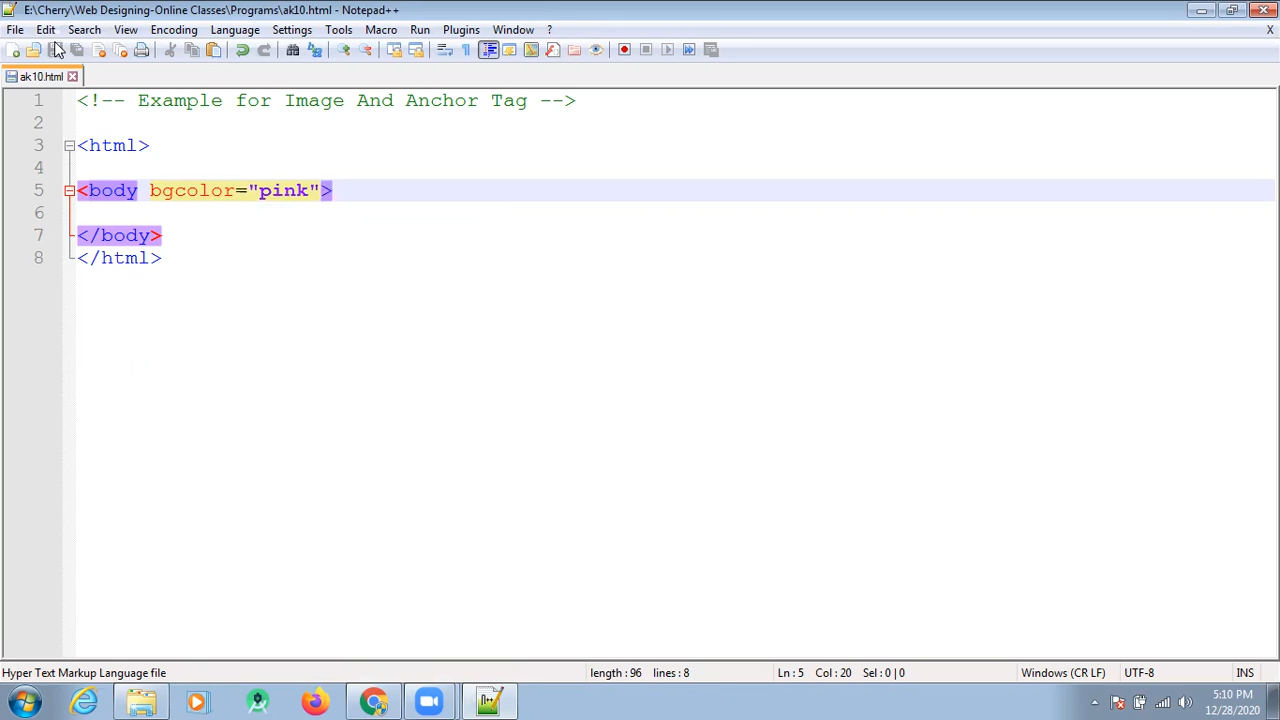 E:\Cherry\Web Designing-Online Classes\Programs\ak10.html - Notepad++
File Edit Search View Encoding Language Settings Tools Macro Run Plugins Window ? X
ak10.html
1 <!-- Example for Image And Anchor Tag -->
2
3 <html>
4
5 <body bgcolor="pink">
6
7 </body>
8 </html>
Hyper Text Markup Language file length : 96 lines : 8 Ln : 5 Col : 20 Sel : 0 | 0 Windows (CR LF) UTF-8 INS
5:10 PM
12/28/2020